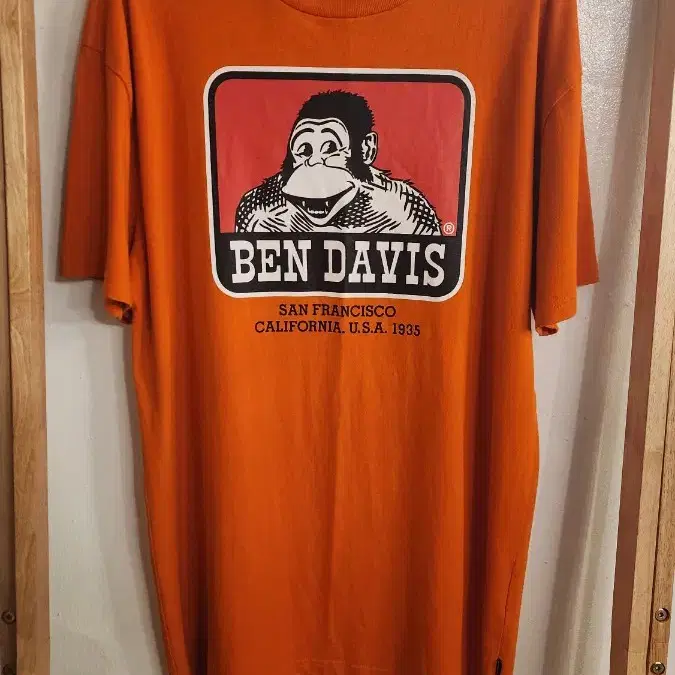 ®
BEN DAVIS
SAN FRANCISCO
CALIFORNIA, U.S.A. 1935